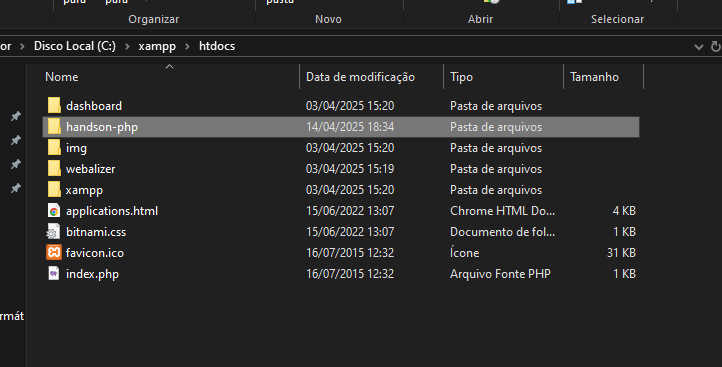 para para pasta
Organizar Novo Abrir Selecionar
or > Disco Local (C:) > xampp > htdocs
Nome Data de modificação Tipo Tamanho
dashboard 03/04/2025 15:20 Pasta de arquivos
handson-php 14/04/2025 18:34 Pasta de arquivos
img 03/04/2025 15:20 Pasta de arquivos
webalizer 03/04/2025 15:19 Pasta de arquivos
xampp 03/04/2025 15:20 Pasta de arquivos
applications.html 15/06/2022 13:07 Chrome HTML Do... 4 KB
bitnami.css 15/06/2022 13:07 Documento de fol... 1 KB
favicon.ico 16/07/2015 12:32 Ícone 31 KB
index.php 16/07/2015 12:32 Arquivo Fonte PHP 1 KB
rmát